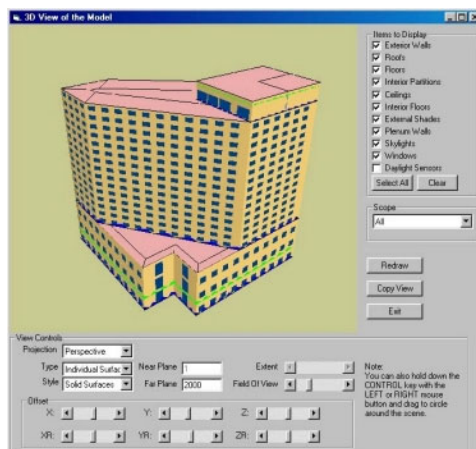 3D View of the Model
Items to Display
Exterior Walls
Roofs
Floors
Interior Partitions
Ceilings
Interior Floors
External Shades
Plenum Walls
Skylights
Windows
Daylight Sensors
Select All Clear
Scope
All
Redraw
Copy View
Exit
View Controls
Projection Perspective
Type Individual Surfac Near Plane 1 Extent
Style Solid Surfaces Far Plane 2000 Field Of View
Offset
X: Y: Z:
XR: YR: ZR:
Note:
You can also hold down the
CONTROL key with the
LEFT or RIGHT mouse
button and drag to circle
around the scene.